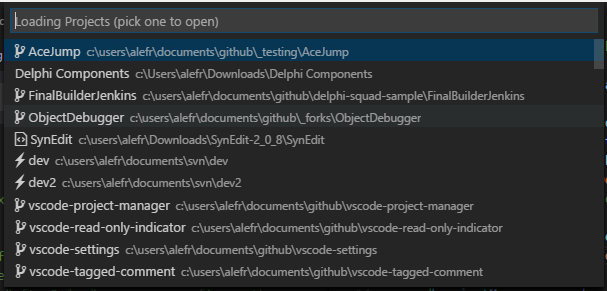 Loading Projects (pick one to open)
AceJump c:\users\alefr\documents\github\_testing\AceJump
Delphi Components c:\Users\alefr\Downloads\Delphi Components
FinalBuilderJenkins c:\users\alefr\documents\github\delphi-squad-sample\FinalBuilderJenkins
ObjectDebugger c:\users\alefr\documents\github\_forks\ObjectDebugger
SynEdit c:\users\alefr\Downloads\SynEdit-2_0_8\SynEdit
dev c:\users\alefr\documents\svn\dev
dev2 c:\users\alefr\documents\svn\dev2
vscode-project-manager c:\users\alefr\documents\github\vscode-project-manager
vscode-read-only-indicator c:\users\alefr\documents\github\vscode-read-only-indicator
vscode-settings c:\users\alefr\documents\github\vscode-settings
vscode-tagged-comment c:\users\alefr\documents\github\vscode-tagged-comment